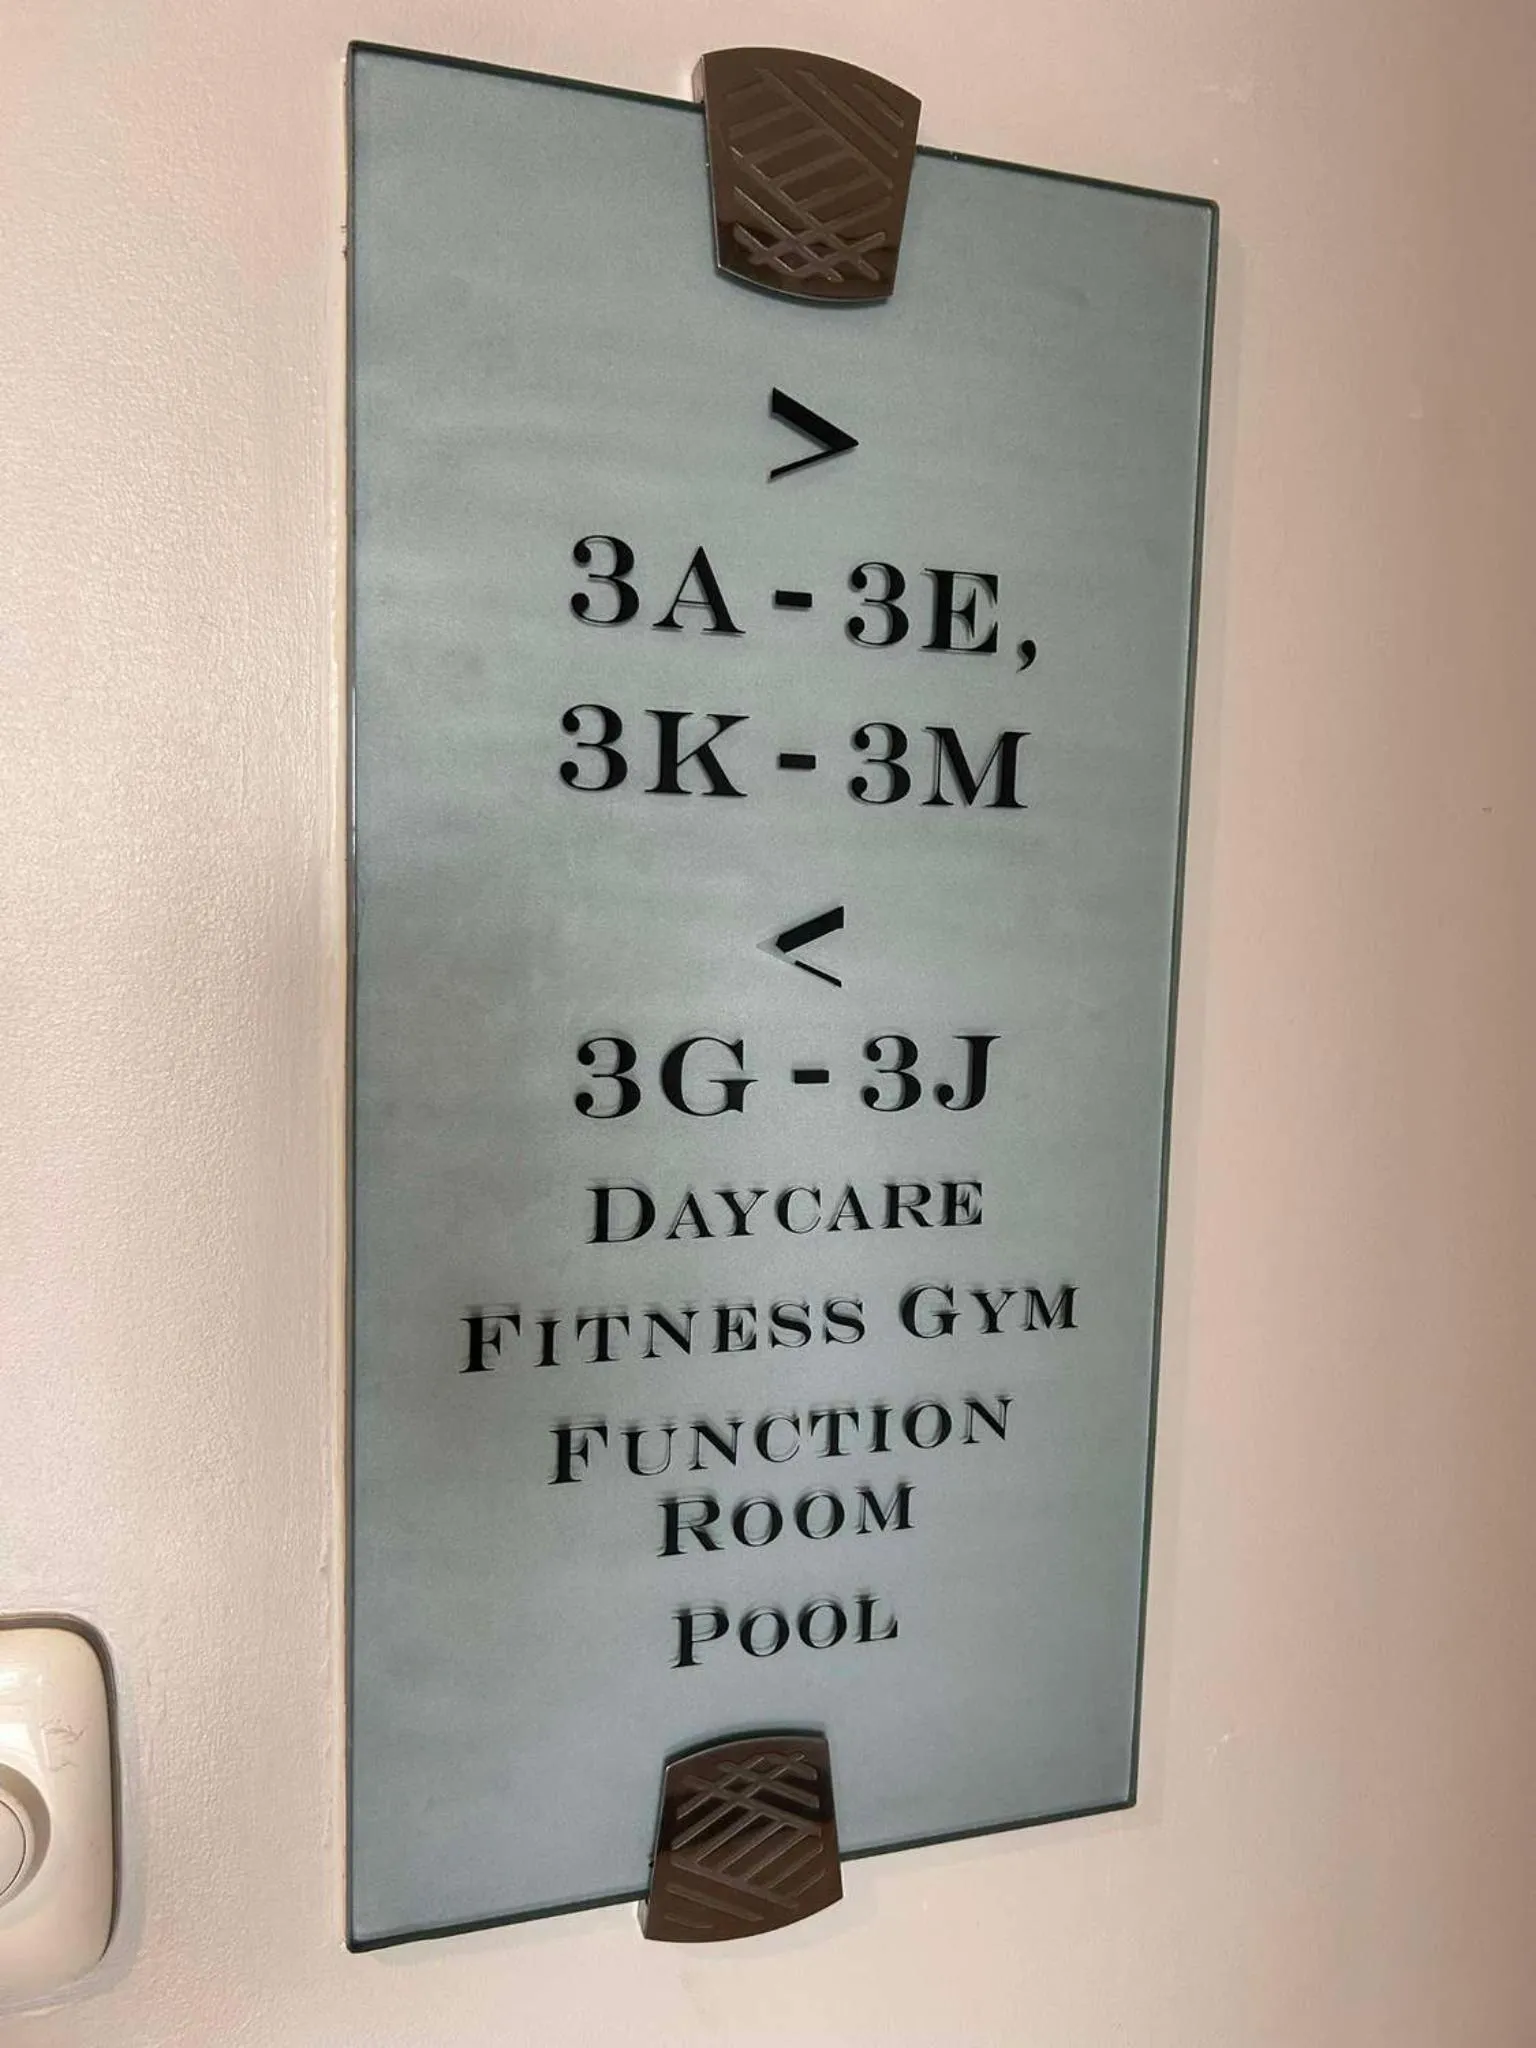 >
3A - 3E,
3K - 3M
<
3G - 3J
DAYCARE
FITNESS GYM
FUNCTION
ROOM
POOL